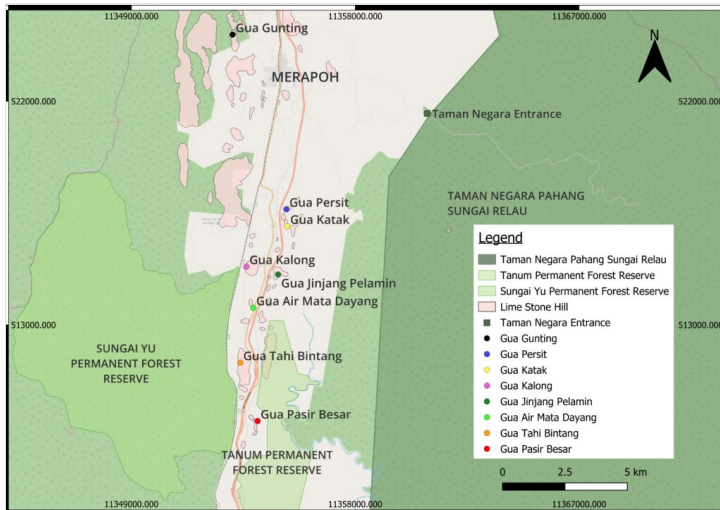 11349000.000
11358000.000
11367000.000
Gua Gunting
N
MERAPOH
522000.000
522000.000
Taman Negara Entrance
TAMAN NEGARA PAHANG
SUNGAI RELAU
Gua Persit
Gua Katak
Legend
Taman Negara Pahang Sungai Relau
Tanum Permanent Forest Reserve
Sungai Yu Permanent Forest Reserve
Lime Stone Hill
Taman Negara Entrance
Gua Gunting
Gua Persit
Gua Katak
Gua Kalong
Gua Jinjang Pelamin
Gua Air Mata Dayang
Gua Tahi Bintang
Gua Pasir Besar
0 2.5 5 km
Gua Kalong
Gua Jinjang Pelamin
Gua Air Mata Dayang
513000.000
513000.000
SUNGAI YU
PERMANENT FOREST
RESERVE
Gua Tahi Bintang
Gua Pasir Besar
TANUM PERMANENT
FOREST RESERVE
11349000.000
11358000.000
11367000.000